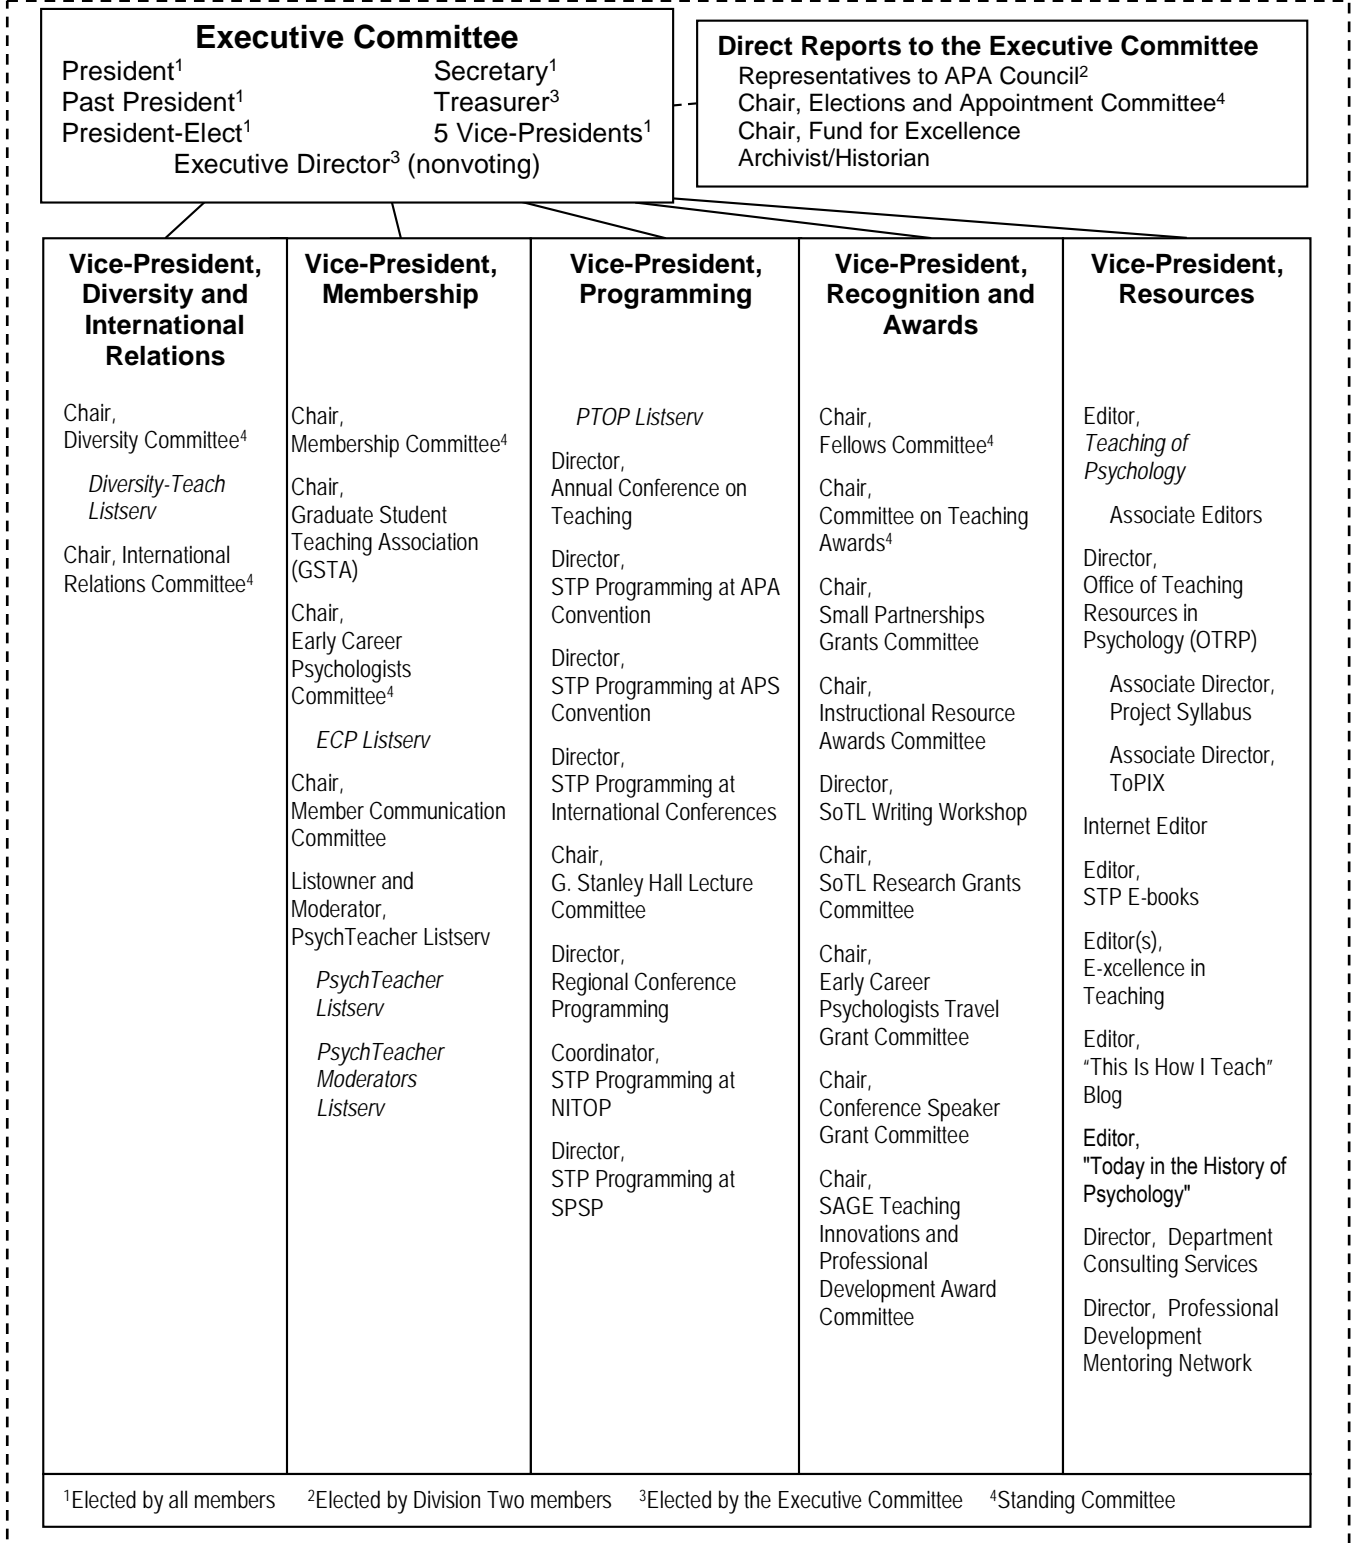 Executive Committee
President¹ Secretary¹
Past President¹ Treasurer³
President-Elect¹ 5 Vice-Presidents¹
Executive Director³ (nonvoting)
Direct Reports to the Executive Committee
Representatives to APA Council²
Chair, Elections and Appointment Committee⁴
Chair, Fund for Excellence
Archivist/Historian
Vice-President,
Diversity and
International
Relations
Chair,
Diversity Committee⁴
Diversity-Teach
Listserv
Chair, International
Relations Committee⁴
Vice-President,
Membership
Chair,
Membership Committee⁴
Chair,
Graduate Student
Teaching Association
(GSTA)
Chair,
Early Career
Psychologists
Committee⁴
ECP Listserv
Chair,
Member Communication
Committee
Listowner and
Moderator,
PsychTeacher Listserv
PsychTeacher
Listserv
PsychTeacher
Moderators
Listserv
Vice-President,
Programming
PTOP Listserv
Director,
Annual Conference on
Teaching
Director,
STP Programming at APA
Convention
Director,
STP Programming at APS
Convention
Director,
STP Programming at
International Conferences
Chair,
G. Stanley Hall Lecture
Committee
Director,
Regional Conference
Programming
Coordinator,
STP Programming at
NITOP
Director,
STP Programming at
SPSP
Vice-President,
Recognition and
Awards
Chair,
Fellows Committee⁴
Chair,
Committee on Teaching
Awards⁴
Chair,
Small Partnerships
Grants Committee
Chair,
Instructional Resource
Awards Committee
Director,
SoTL Writing Workshop
Chair,
SoTL Research Grants
Committee
Chair,
Early Career
Psychologists Travel
Grant Committee
Chair,
Conference Speaker
Grant Committee
Chair,
SAGE Teaching
Innovations and
Professional
Development Award
Committee
Vice-President,
Resources
Editor,
Teaching of
Psychology
Associate Editors
Director,
Office of Teaching
Resources in
Psychology (OTRP)
Associate Director,
Project Syllabus
Associate Director,
ToPIX
Internet Editor
Editor,
STP E-books
Editor(s),
E-xcellence in
Teaching
Editor,
“This Is How I Teach”
Blog
Editor,
"Today in the History of
Psychology"
Director, Department
Consulting Services
Director, Professional
Development
Mentoring Network
¹Elected by all members ²Elected by Division Two members ³Elected by the Executive Committee ⁴Standing Committee